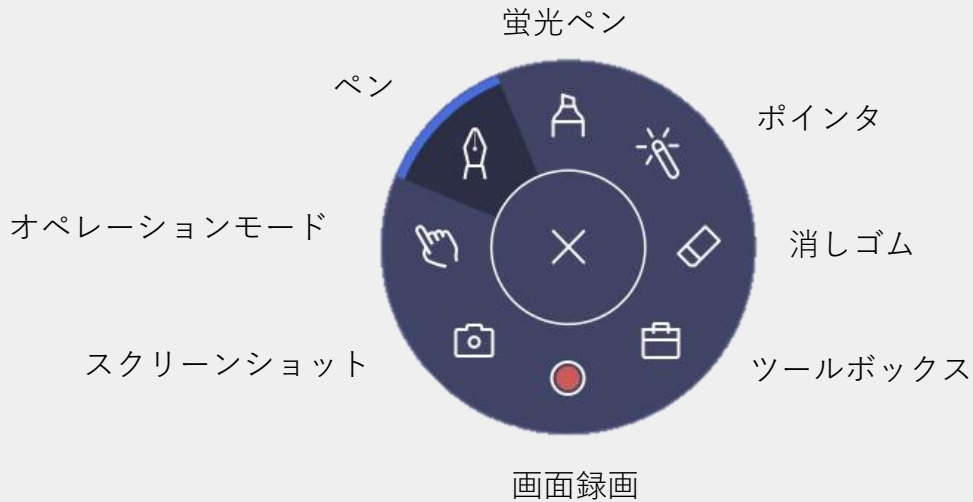 蛍光ペン
ペン
ポインタ
オペレーションモード
消しゴム
スクリーンショット
ツールボックス
画面録画